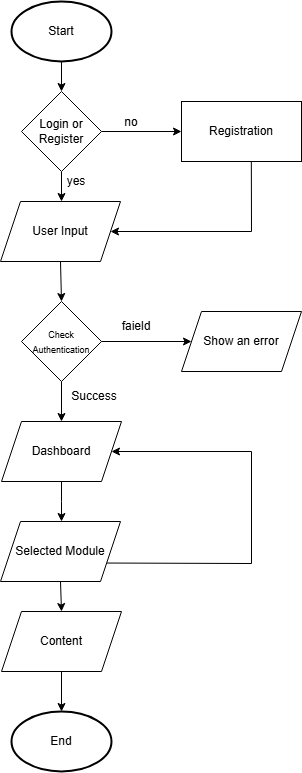 Start
Login or
Register
no
Registration
yes
User Input
Check
Authentication
faield
Show an error
Success
Dashboard
Selected Module
Content
End